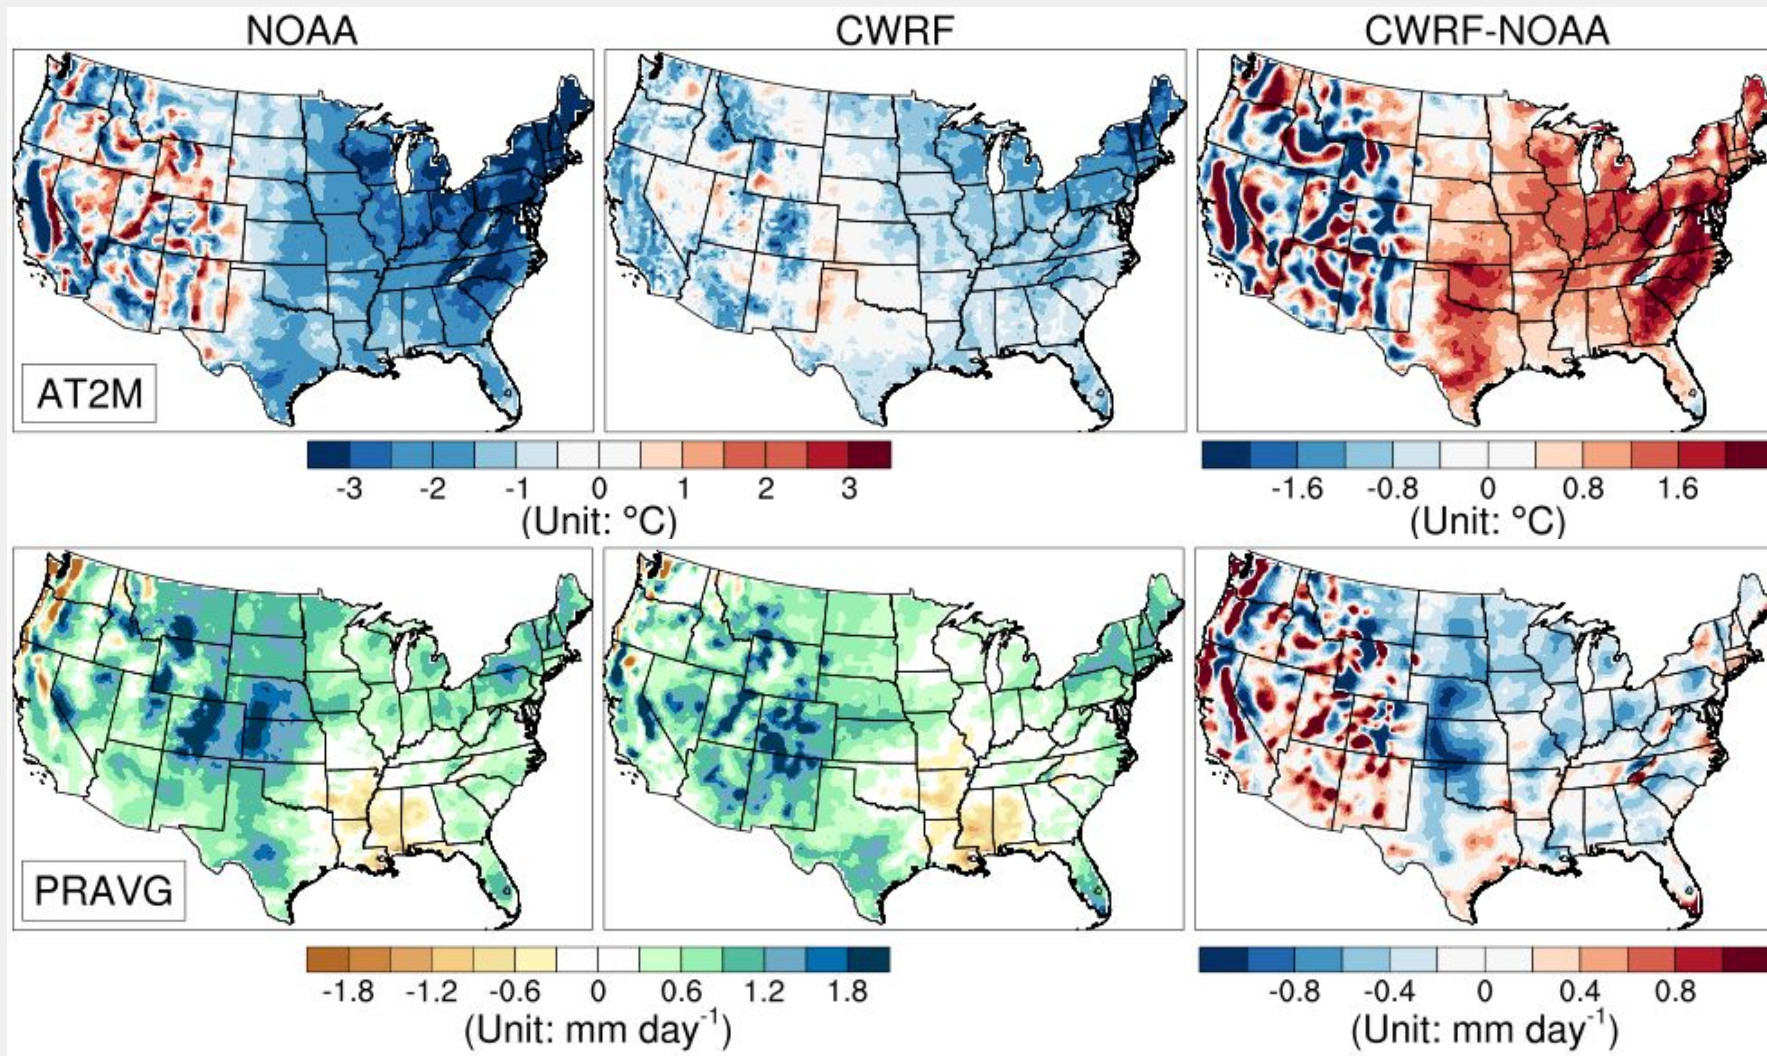 NOAA CWRF CWRF-NOAA
AT2M
-3 -2 -1 0 1 2 3
-1.6 -0.8 0 0.8 1.6
(Unit: °C)
(Unit: °C)
PRAVG
-1.8 -1.2 -0.6 0 0.6 1.2 1.8
-0.8 -0.4 0 0.4 0.8
(Unit: mm day⁻¹)
(Unit: mm day⁻¹)